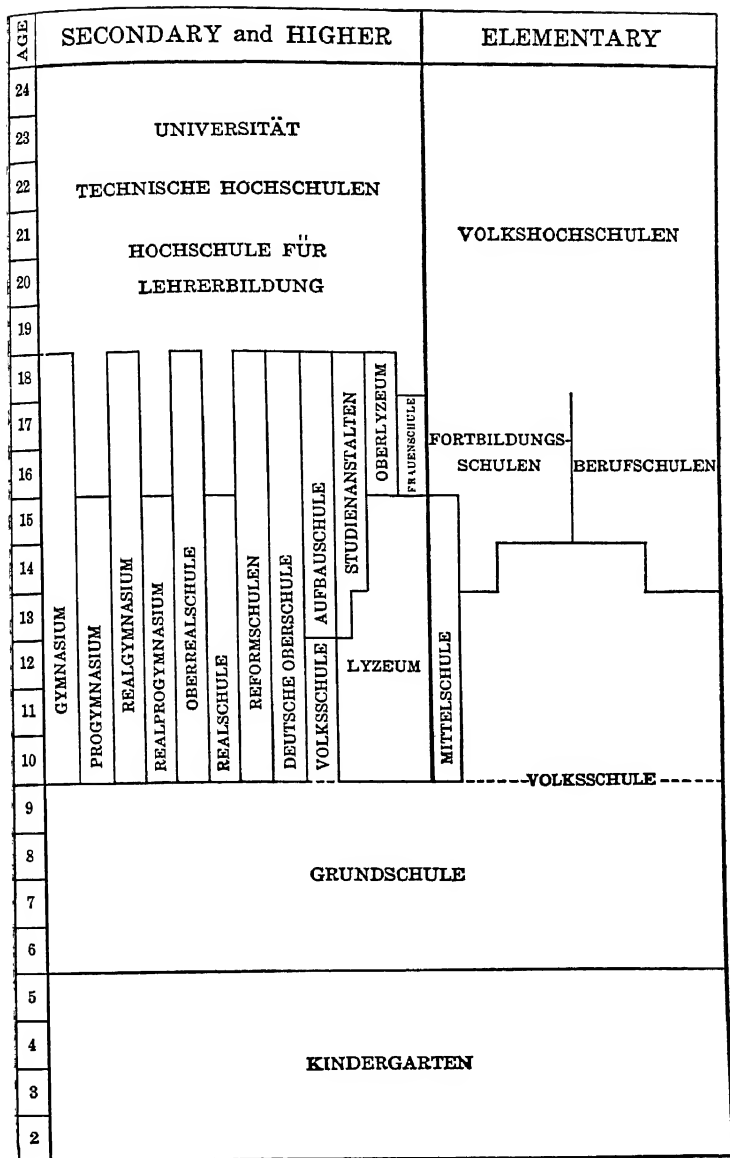 AGE
SECONDARY and HIGHER
ELEMENTARY
24
23
22
21
20
19
18
17
16
15
14
13
12
11
10
9
8
7
6
5
4
3
2
UNIVERSITÄT
TECHNISCHE HOCHSCHULEN
HOCHSCHULE FÜR
LEHRERBILDUNG
VOLKSHOCHSCHULEN
GYMNASIUM
PROGYMNASIUM
REALGYMNASIUM
REALPROGYMNASIUM
OBERREALSCHULE
REALSCHULE
REFORMSCHULEN
DEUTSCHE OBERSCHULE
AUFBAUSCHULE
VOLKSSCHULE
STUDIENANSTALTEN
OBERLYZEUM
FRAUENSCHULE
LYZEUM
MITTELSCHULE
FORTBILDUNGS-
SCHULEN
BERUFSCHULEN
VOLKSSCHULE
GRUNDSCHULE
KINDERGARTEN